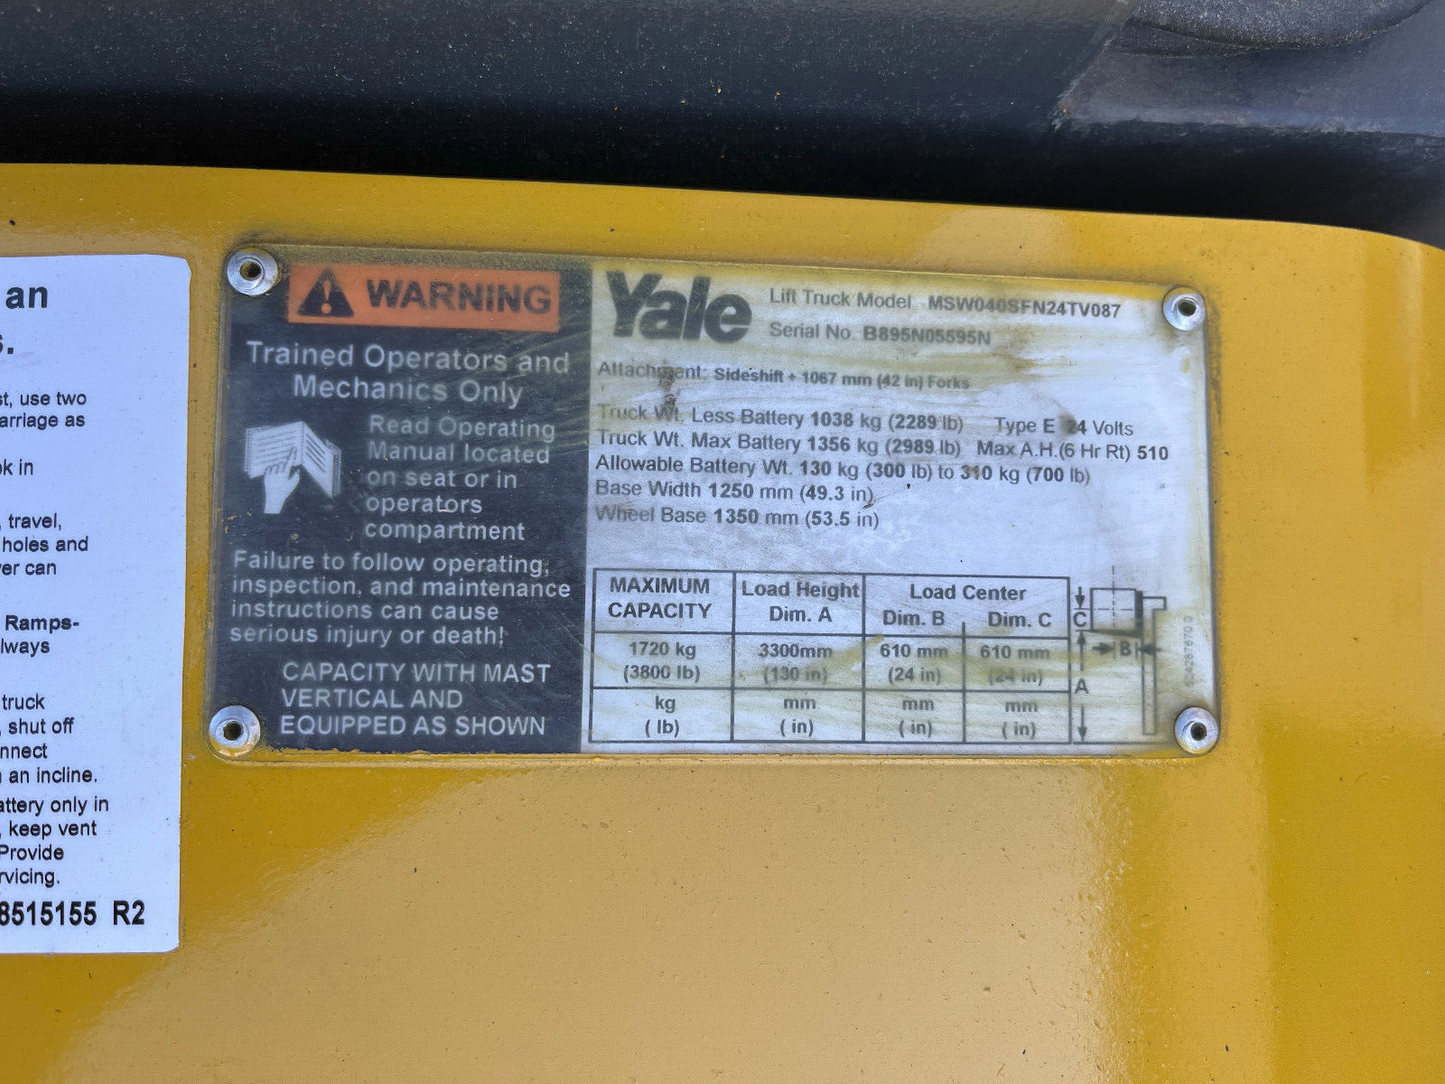 an
s.
st, use two
arriage as
ok in
, travel,
holes and
ver can
Ramps-
lways
truck
, shut off
onnect
n an incline.
attery only in
, keep vent
Provide
rvicing.
8515155 R2
WARNING
Trained Operators and
Mechanics Only
Read Operating
Manual located
on seat or in
operators
compartment
Failure to follow operating,
inspection, and maintenance
instructions can cause
serious injury or death!
CAPACITY WITH MAST
VERTICAL AND
EQUIPPED AS SHOWN
Yale
Lift Truck Model MSW040SFN24TV087
Serial No. B895N05595N
Attachment: Sideshift + 1067 mm (42 in) Forks
Truck Wt. Less Battery 1038 kg (2289 lb) Type E 24 Volts
Truck Wt. Max Battery 1356 kg (2989 lb) Max A.H.(6 Hr Rt) 510
Allowable Battery Wt. 130 kg (300 lb) to 310 kg (700 lb)
Base Width 1250 mm (49.3 in)
Wheel Base 1350 mm (53.5 in)
MAXIMUM CAPACITY Load Height Dim. A Load Center
Dim. B Dim. C
1720 kg 3300mm 610 mm 610 mm
(3800 lb) (130 in) (24 in) (24 in)
kg mm mm mm
( lb) ( in) ( in) ( in)
C
B
A